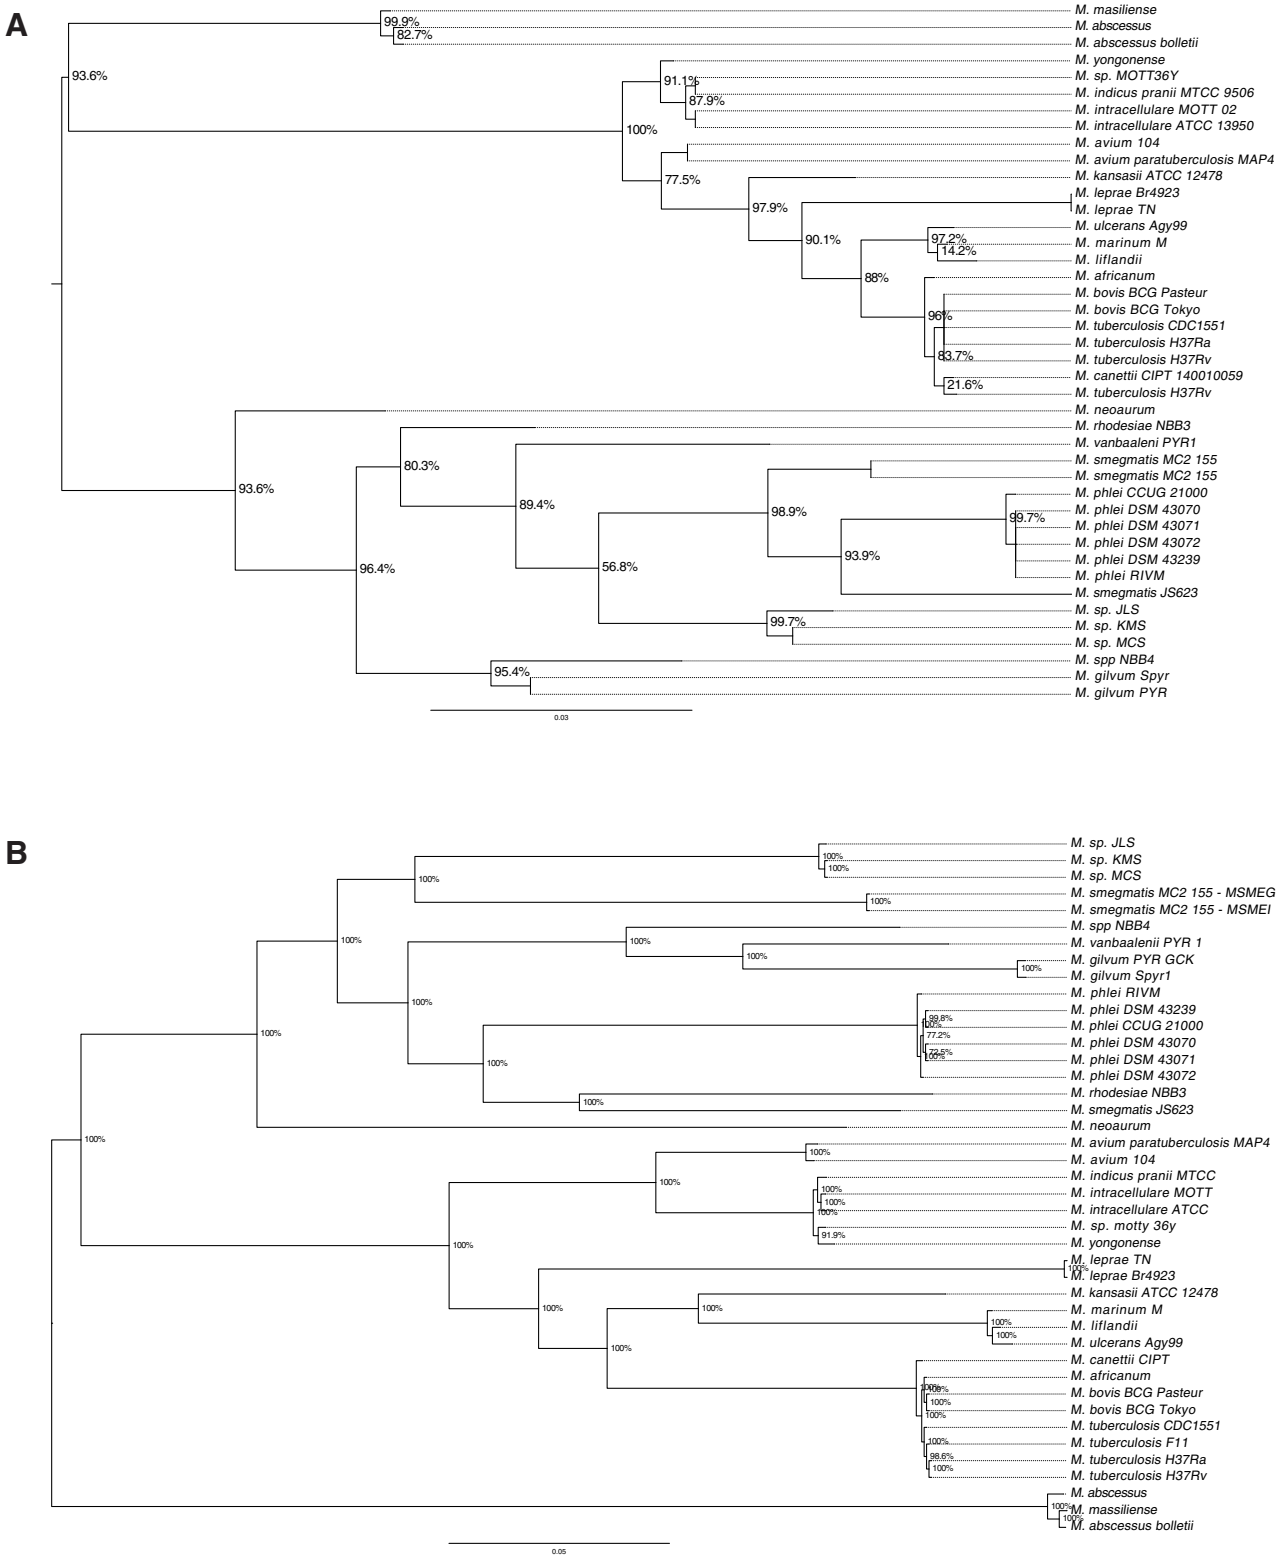 A
M. masiliense
99.9%
M. abscessus
82.7%
M. abscessus bolletii
M. yongonense
93.6%
91.1%
M. sp. MOTT36Y
M. indicus pranii MTCC 9506
87.9%
M. intracellulare MOTT 02
M. intracellulare ATCC 13950
100%
M. avium 104
M. avium paratuberculosis MAP4
77.5%
M. kansasii ATCC 12478
M. leprae Br4923
97.9%
M. leprae TN
M. ulcerans Agy99
90.1%
97.2%
M. marinum M
14.2%
M. liflandii
88%
M. africanum
M. bovis BCG Pasteur
M. bovis BCG Tokyo
96%
M. tuberculosis CDC1551
M. tuberculosis H37Ra
83.7%
M. tuberculosis H37Rv
M. canettii CIPT 140010059
21.6%
M. tuberculosis H37Rv
M. neoaurum
M. rhodesiae NBB3
M. vanbaaleni PYR1
80.3%
M. smegmatis MC2 155
M. smegmatis MC2 155
93.6%
M. phlei CCUG 21000
89.4%
M. phlei DSM 43070
98.9%
99.7%
M. phlei DSM 43071
M. phlei DSM 43072
93.9%
M. phlei DSM 43239
96.4%
56.8%
M. phlei RIVM
M. smegmatis JS623
M. sp. JLS
99.7%
M. sp. KMS
M. sp. MCS
M. spp NBB4
95.4%
M. gilvum Spyr
M. gilvum PYR
0.03
B
M. sp. JLS
100%
M. sp. KMS
100%
M. sp. MCS
100%
M. smegmatis MC2 155 - MSMEG
100%
M. smegmatis MC2 155 - MSMEI
M. spp NBB4
100%
100%
M. vanbaalenii PYR 1
100%
M. gilvum PYR GCK
100%
M. gilvum Spyr1
M. phlei RIVM
100%
M. phlei DSM 43239
99.8%
100%
M. phlei CCUG 21000
100%
77.2%
M. phlei DSM 43070
72.5%
100%
M. phlei DSM 43071
100%
M. phlei DSM 43072
M. rhodesiae NBB3
100%
M. smegmatis JS623
M. neoaurum
100%
M. avium paratuberculosis MAP4
100%
M. avium 104
M. indicus pranii MTCC
100%
100%
M. intracellulare MOTT
100%
100%
M. intracellulare ATCC
M. sp. motty 36y
91.9%
M. yongonense
100%
M. leprae TN
100%
M. leprae Br4923
M. kansasii ATCC 12478
100%
100%
M. marinum M
100%
M. liflandii
100%
M. ulcerans Agy99
100%
M. canettii CIPT
M. africanum
100%
100%
M. bovis BCG Pasteur
100%
M. bovis BCG Tokyo
100%
M. tuberculosis CDC1551
100%
M. tuberculosis F11
98.6%
M. tuberculosis H37Ra
100%
M. tuberculosis H37Rv
M. abscessus
100%
M. massiliense
100%
M. abscessus bolletii
0.05